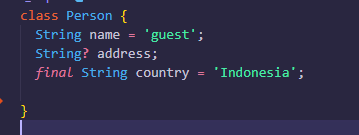 class Person {
  String name = 'guest';
  String? address;
  final String country = 'Indonesia';
}